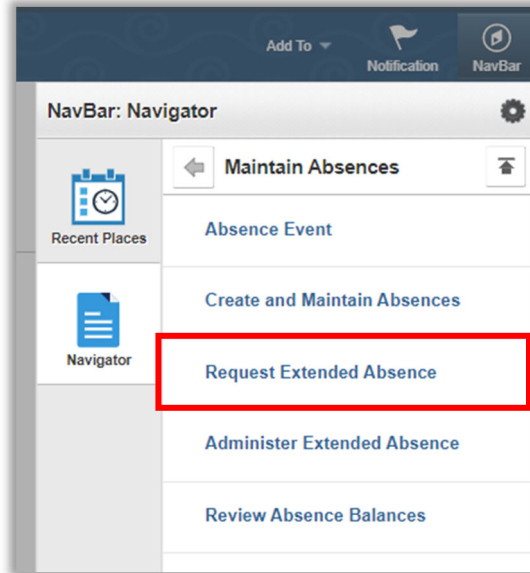 Add To
Notification
NavBar
NavBar: Navigator
Recent Places
Navigator
Maintain Absences
Absence Event
Create and Maintain Absences
Request Extended Absence
Administer Extended Absence
Review Absence Balances